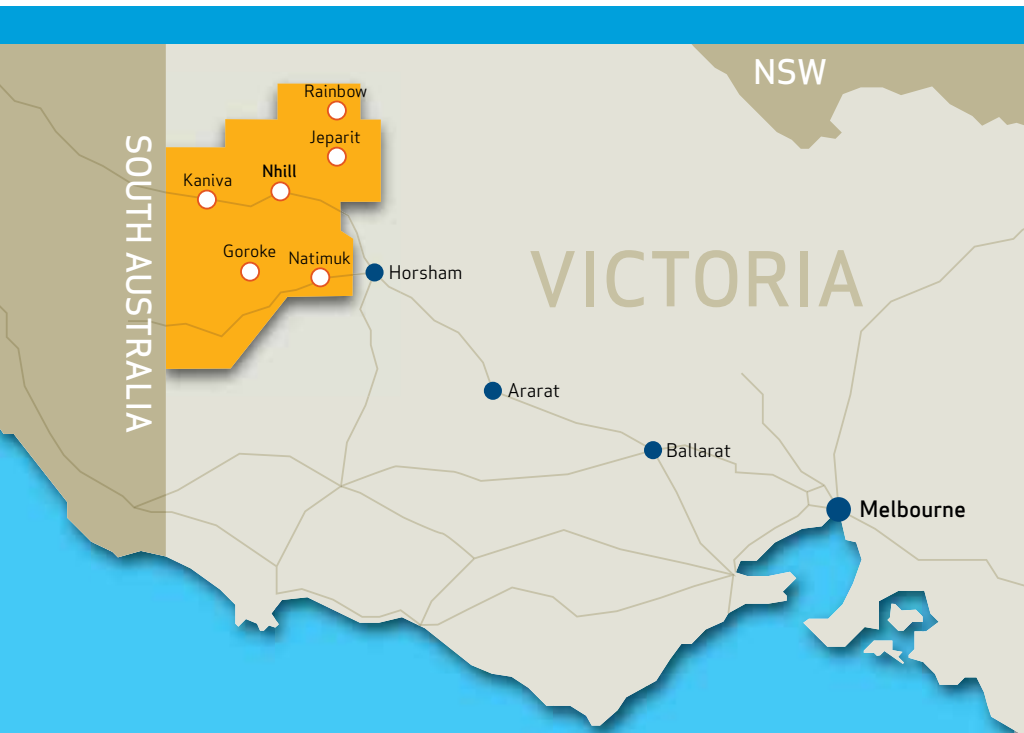 NSW
Rainbow
Jeparit
Nhill
Kaniva
SOUTH AUSTRALIA
Goroke
Natimuk
Horsham
VICTORIA
Ararat
Ballarat
Melbourne